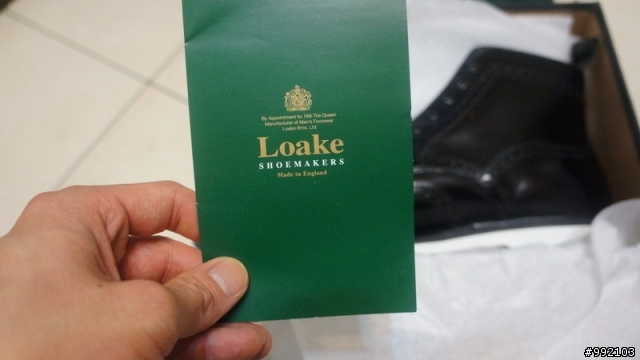 By Appointment to HM The Queen
Manufacturer of Men's Footwear
Loake Bros. Ltd
Loake
SHOEMAKERS
Made in England
#992103